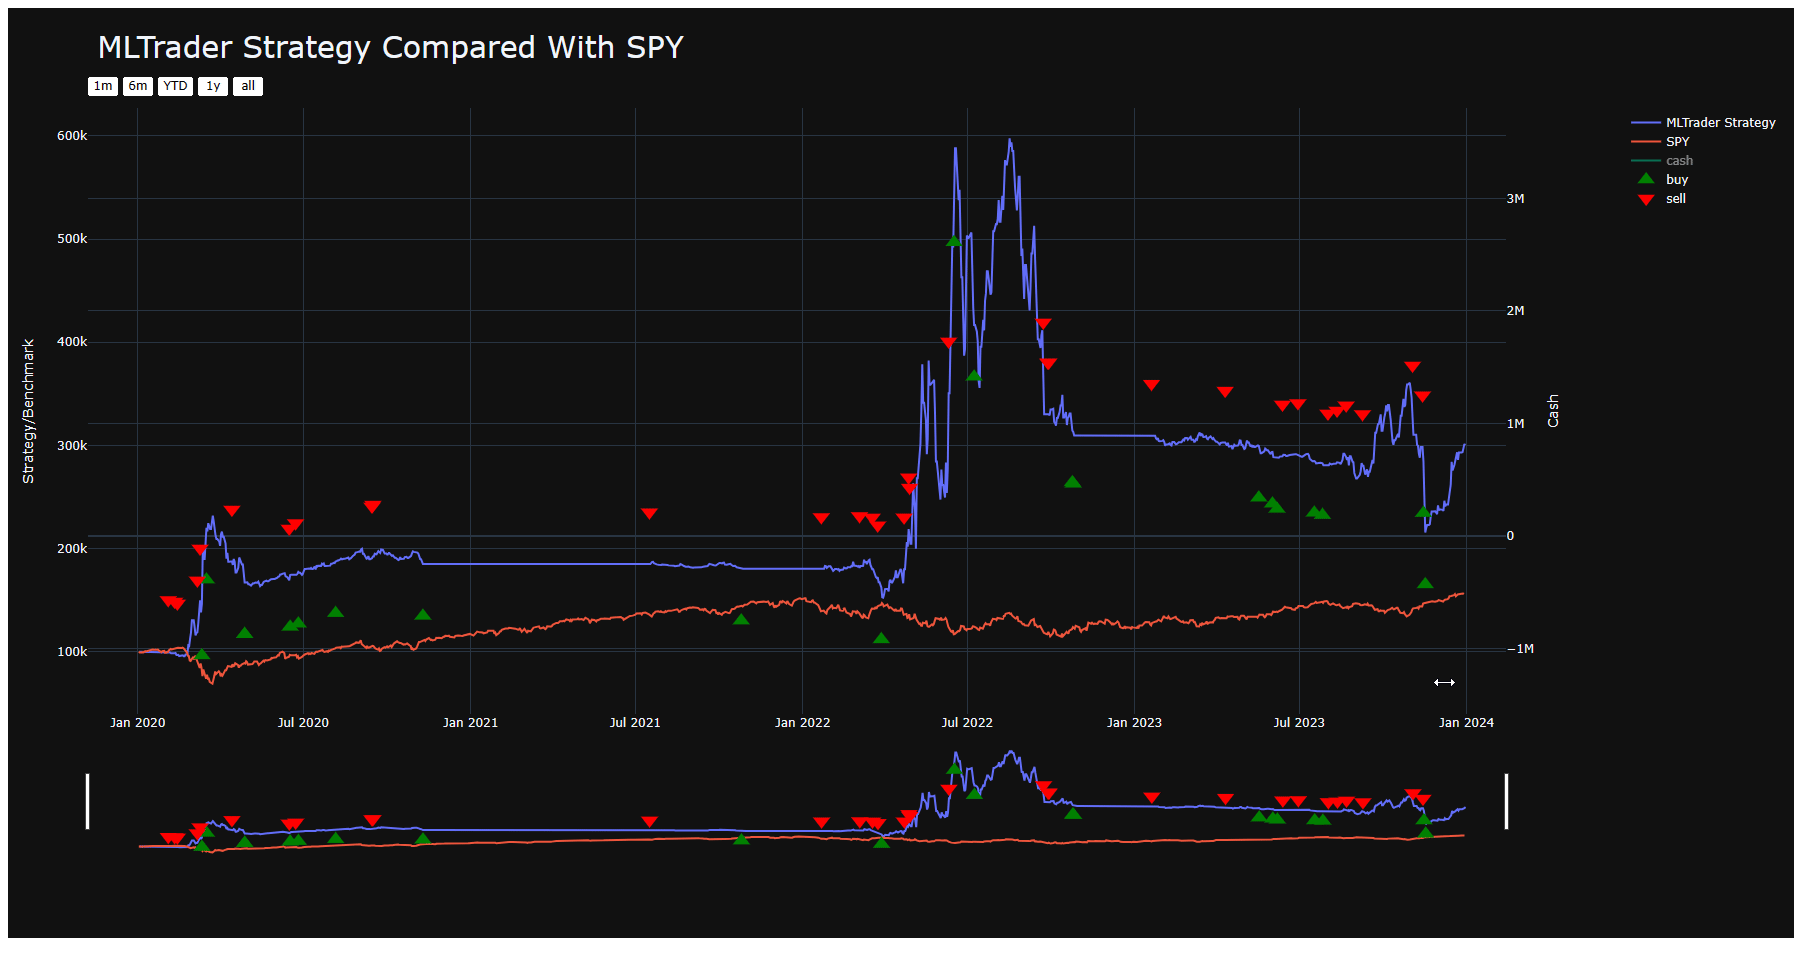 MLTrader Strategy Compared With SPY
1m 6m YTD 1y all
600k
500k
400k
300k
200k
100k
Strategy/Benchmark
3M
2M
1M
0
−1M
Cash
MLTrader Strategy
SPY
cash
buy
sell
Jan 2020 Jul 2020 Jan 2021 Jul 2021 Jan 2022 Jul 2022 Jan 2023 Jul 2023 Jan 2024